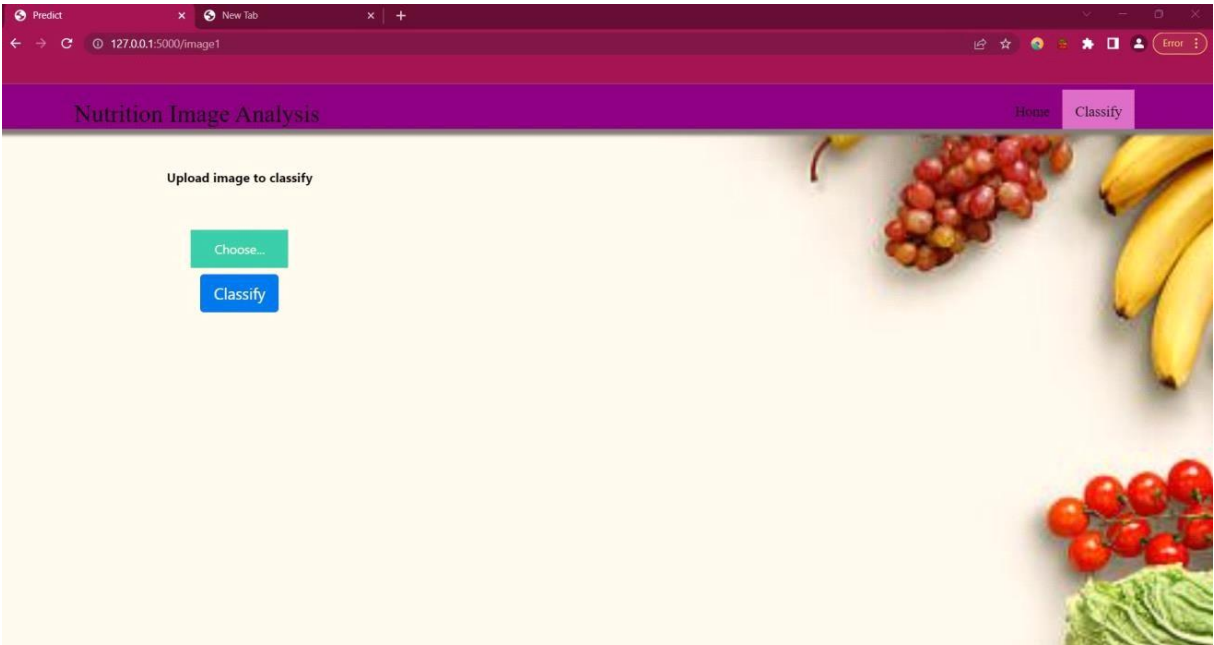 Predict
New Tab
127.0.0.1:5000/image1
Error
Nutrition Image Analysis
Home
Classify
Upload image to classify
Choose...
Classify